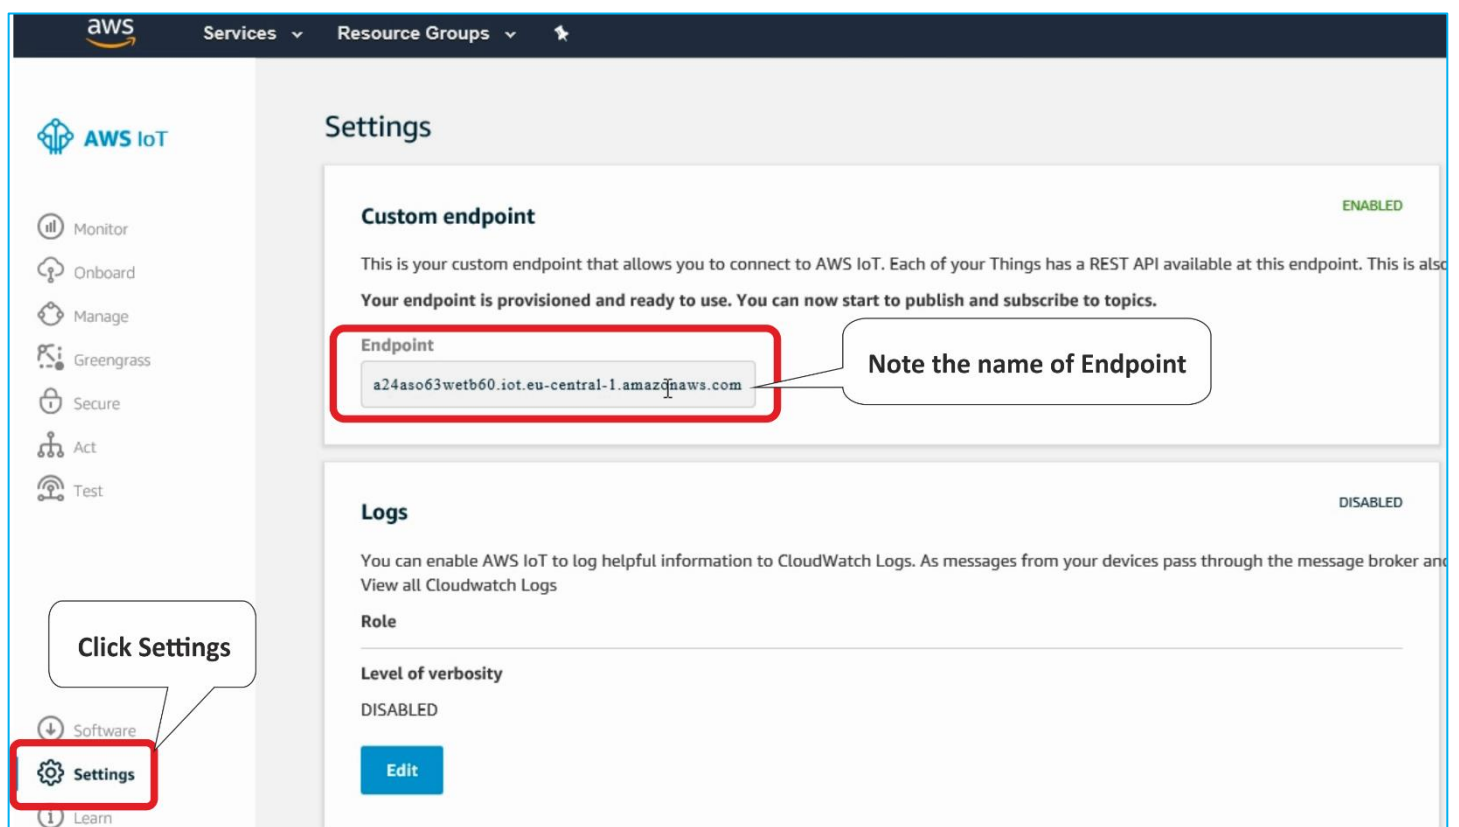 aws
Services
Resource Groups
AWS IoT
Monitor
Onboard
Manage
Greengrass
Secure
Act
Test
Click Settings
Software
Settings
Learn
Settings
Custom endpoint
ENABLED
This is your custom endpoint that allows you to connect to AWS IoT. Each of your Things has a REST API available at this endpoint. This is also
Your endpoint is provisioned and ready to use. You can now start to publish and subscribe to topics.
Endpoint
a24aso63wetb60.iot.eu-central-1.amazonaws.com
Note the name of Endpoint
Logs
DISABLED
You can enable AWS IoT to log helpful information to CloudWatch Logs. As messages from your devices pass through the message broker and
View all Cloudwatch Logs
Role
Level of verbosity
DISABLED
Edit